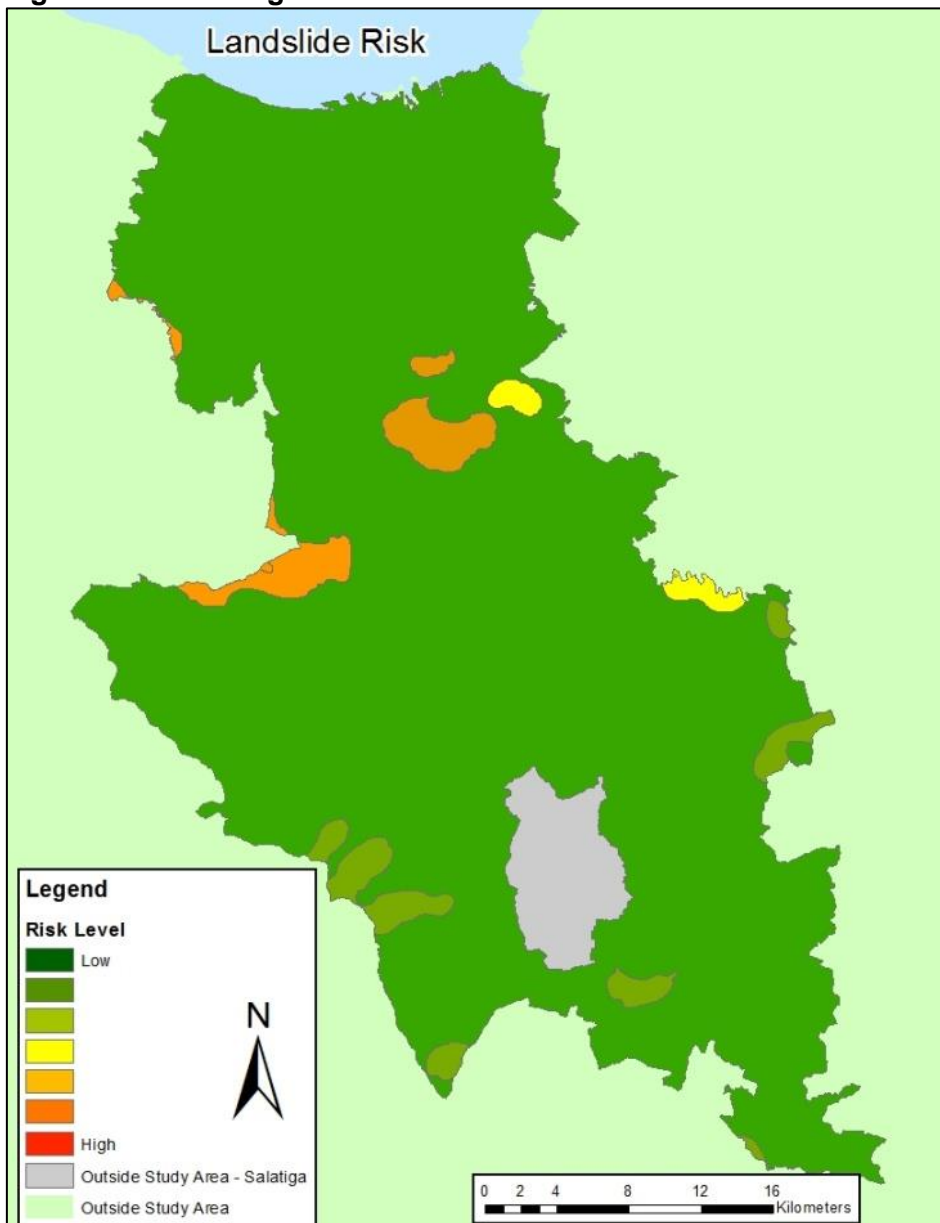 Landslide Risk
Legend
Risk Level
Low
High
Outside Study Area - Salatiga
Outside Study Area
N
0 2 4 8 12 16
Kilometers